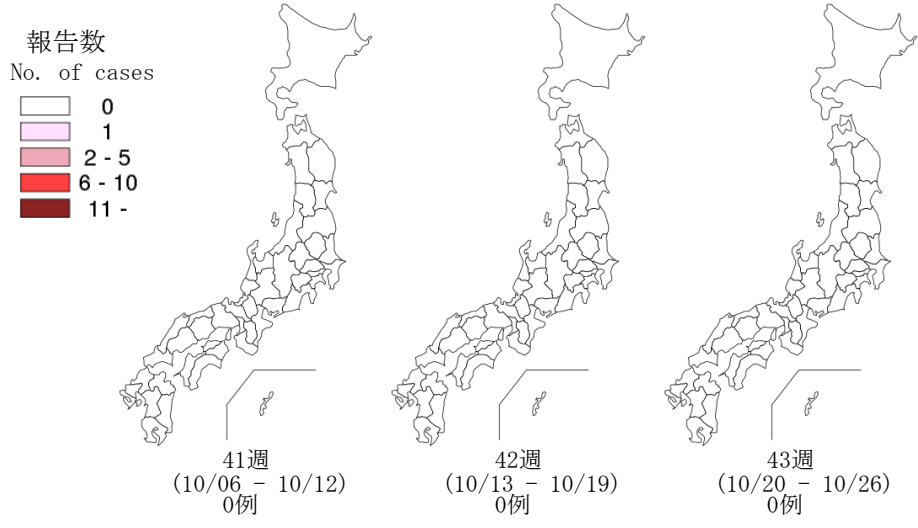 報告数
No. of cases
0
1
2 - 5
6 - 10
11 -
41週
(10/06 - 10/12)
0例
42週
(10/13 - 10/19)
0例
43週
(10/20 - 10/26)
0例